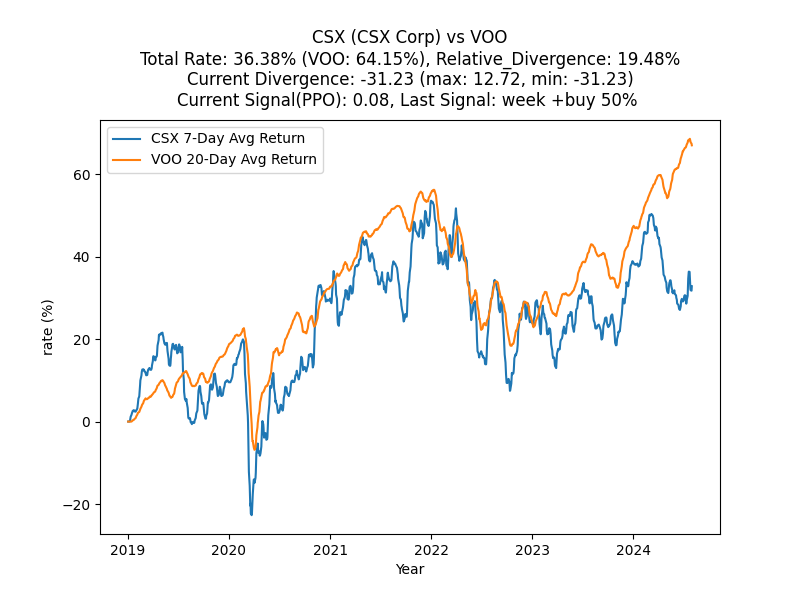 CSX (CSX Corp) vs VOO
Total Rate: 36.38% (VOO: 64.15%), Relative_Divergence: 19.48%
Current Divergence: -31.23 (max: 12.72, min: -31.23)
Current Signal(PPO): 0.08, Last Signal: week +buy 50%
CSX 7-Day Avg Return
VOO 20-Day Avg Return
60
40
20
0
−20
rate (%)
2019 2020 2021 2022 2023 2024
Year